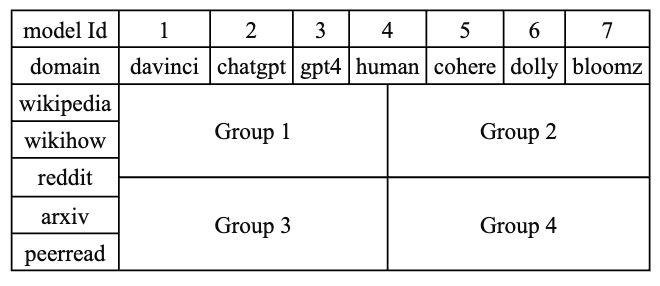 model Id 1 2 3 4 5 6 7
domain davinci chatgpt gpt4 human cohere dolly bloomz
wikipedia
wikihow Group 1 Group 2
reddit
arxiv Group 3 Group 4
peerread